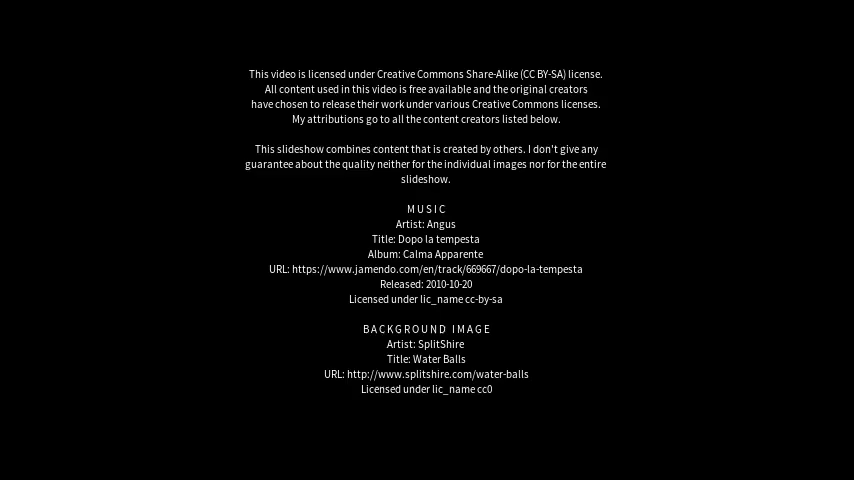 This video is licensed under Creative Commons Share-Alike (CC BY-SA) license.
All content used in this video is free available and the original creators
have chosen to release their work under various Creative Commons licenses.
My attributions go to all the content creators listed below.
This slideshow combines content that is created by others. I don't give any
guarantee about the quality neither for the individual images nor for the entire
slideshow.
MUSIC
Artist: Angus
Title: Dopo la tempesta
Album: Calma Apparente
URL: https://www.jamendo.com/en/track/669667/dopo-la-tempesta
Released: 2010-10-20
Licensed under lic_name cc-by-sa
BACKGROUND IMAGE
Artist: SplitShire
Title: Water Balls
URL: http://www.splitshire.com/water-balls
Licensed under lic_name cc0